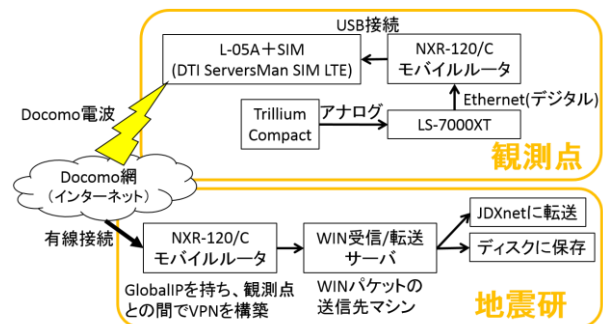 USB接続
L-05A+SIM
(DTI ServersMan SIM LTE)
NXR-120/C
モバイルルータ
Docomo電波
Ethernet(デジタル)
Trillium
Compact
アナログ
LS-7000XT
観測点
Docomo網
(インターネット)
有線接続
NXR-120/C
モバイルルータ
WIN受信/転送
サーバ
JDXnetに転送
ディスクに保存
GlobalIPを持ち、観測点
との間でVPNを構築
WINパケットの
送信先マシン
地震研